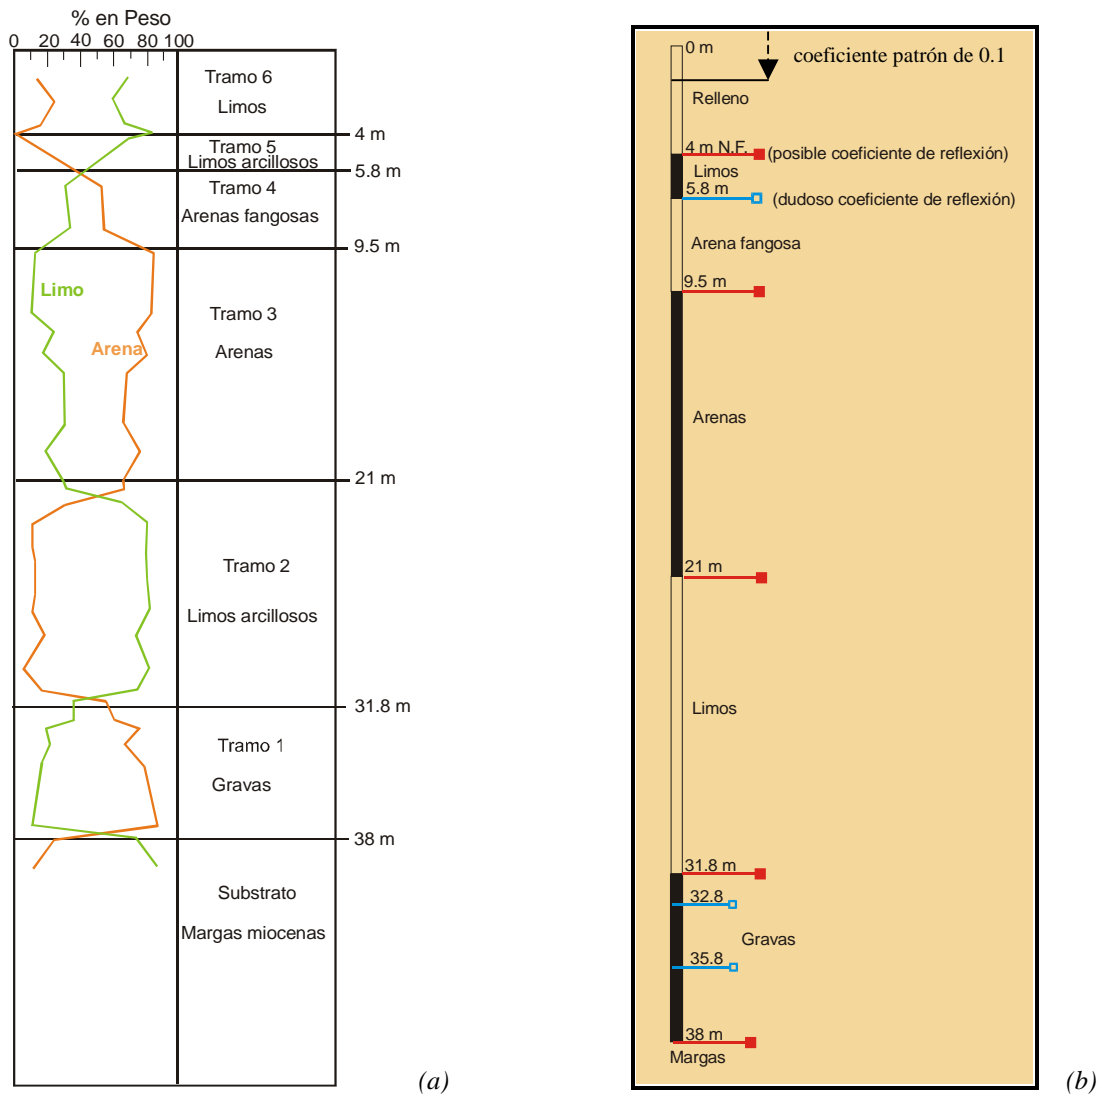 % en Peso
0 20 40 60 80 100
Tramo 6
Limos
4 m
Tramo 5
Limos arcillosos
5.8 m
Tramo 4
Arenas fangosas
9.5 m
Limo
Tramo 3
Arena
Arenas
21 m
Tramo 2
Limos arcillosos
31.8 m
Tramo 1
Gravas
38 m
Substrato
Margas miocenas
(a)
0 m
coeficiente patrón de 0.1
Relleno
4 m N.F. (posible coeficiente de reflexión)
Limos
5.8 m (dudoso coeficiente de reflexión)
Arena fangosa
9.5 m
Arenas
21 m
Limos
31.8 m
32.8
Gravas
35.8
38 m
Margas
(b)